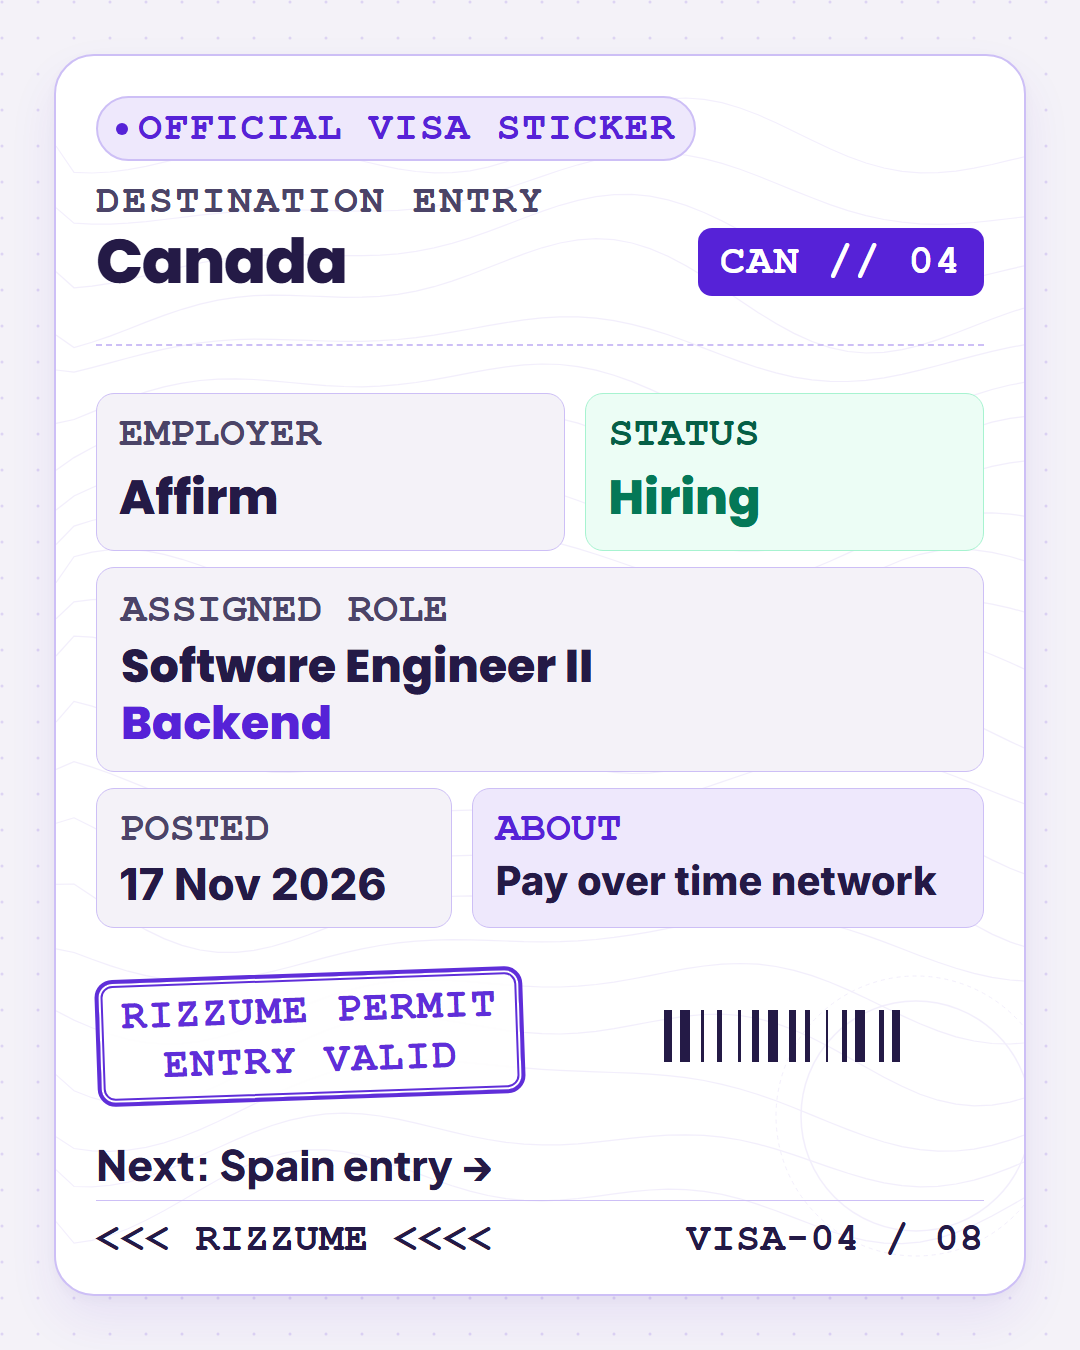 • OFFICIAL VISA STICKER
DESTINATION ENTRY
Canada
CAN // 04
EMPLOYER
Affirm
STATUS
Hiring
ASSIGNED ROLE
Software Engineer II
Backend
POSTED
17 Nov 2026
ABOUT
Pay over time network
RIZZUME PERMIT
ENTRY VALID
Next: Spain entry →
<<< RIZZUME <<<<
VISA-04 / 08